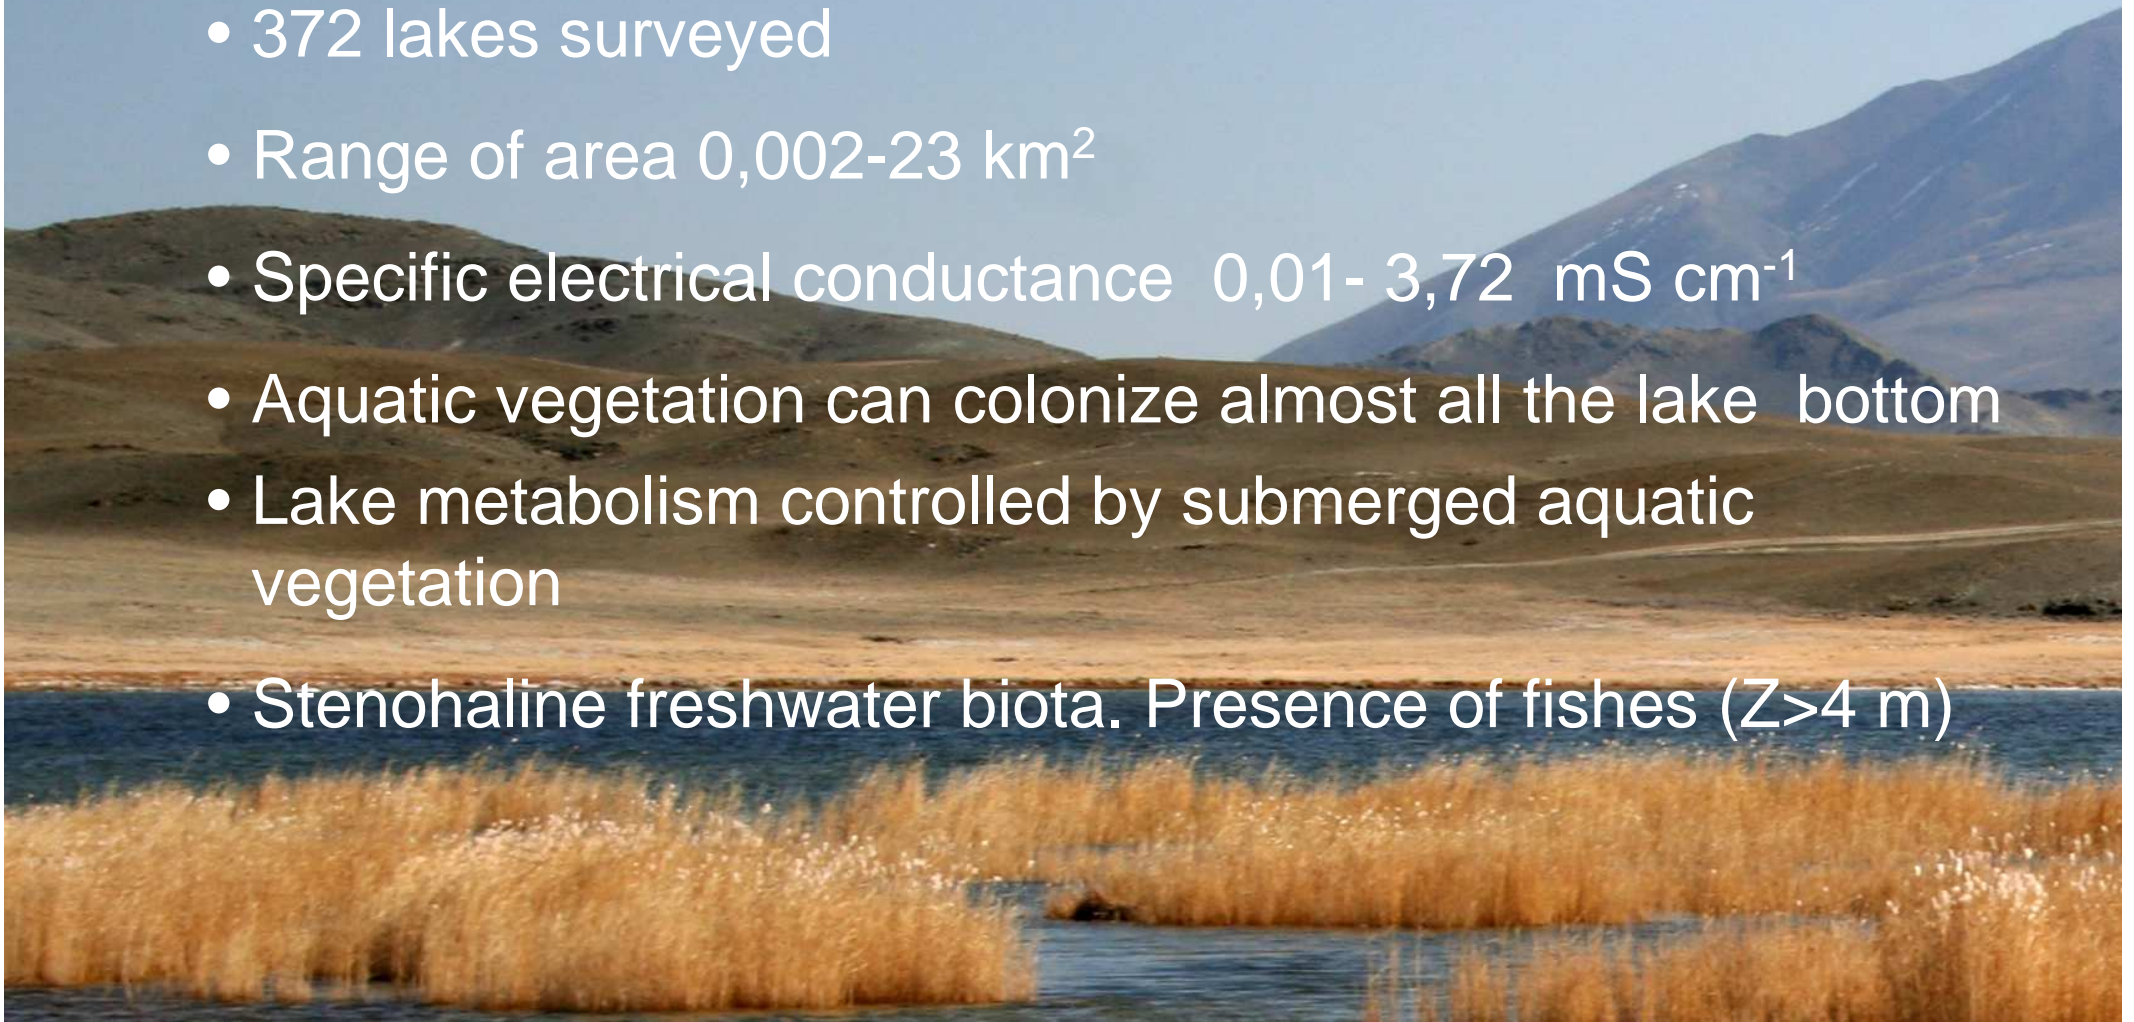 • 372 lakes surveyed
• Range of area 0,002-23 km²
• Specific electrical conductance 0,01- 3,72 mS cm⁻¹
• Aquatic vegetation can colonize almost all the lake bottom
• Lake metabolism controlled by submerged aquatic
vegetation
• Stenohaline freshwater biota. Presence of fishes (Z>4 m)